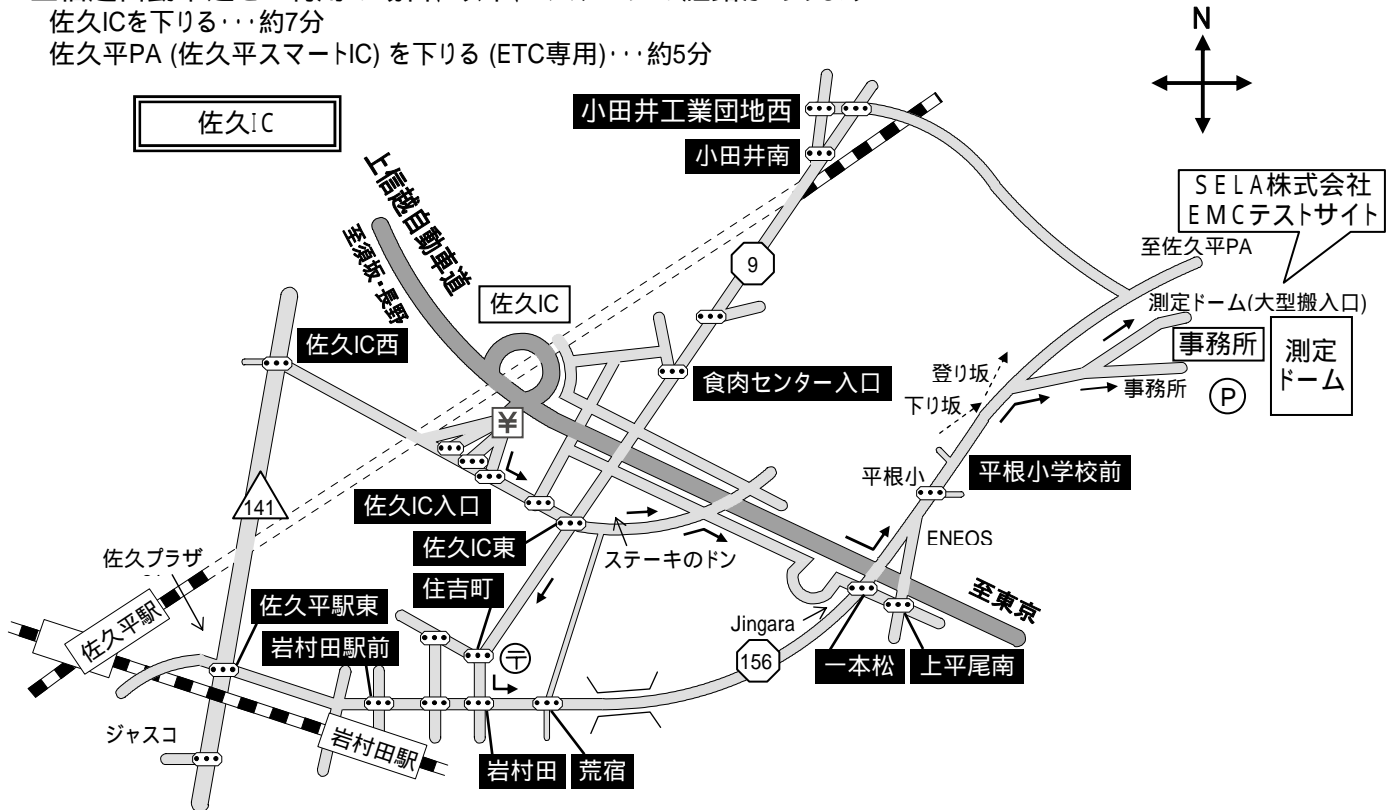 佐久ICを下りる･･･約7分
佐久平PA (佐久平スマートIC) を下りる (ETC専用)･･･約5分
N
佐久IC
小田井工業団地西
小田井南
上信越自動車道
至須坂・長野
SELA株式会社
EMCテストサイト
至佐久平PA
9
佐久IC
測定ドーム(大型搬入口)
佐久IC西
事務所
測定
ドーム
食肉センター入口
登り坂
下り坂
事務所
P
¥
平根小
平根小学校前
141
佐久IC入口
佐久IC東
ステーキのドン
ENEOS
佐久プラザ
住吉町
至東京
佐久平駅
佐久平駅東
岩村田駅前
〒
Jingara
156
一本松
上平尾南
ジャスコ
岩村田駅
岩村田
荒宿